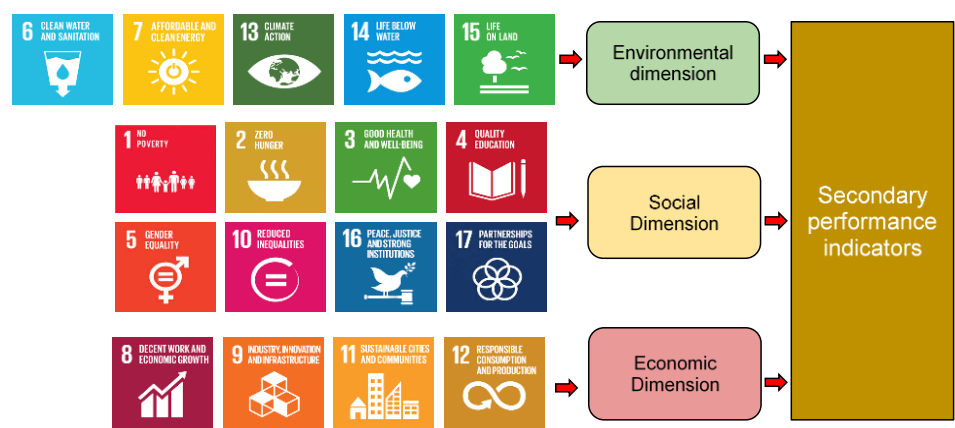 6 CLEAN WATER
AND SANITATION
7 AFFORDABLE AND
CLEAN ENERGY
13 CLIMATE
ACTION
14 LIFE BELOW
WATER
15 LIFE
ON LAND
Environmental
dimension
1 NO
POVERTY
2 ZERO
HUNGER
3 GOOD HEALTH
AND WELL-BEING
4 QUALITY
EDUCATION
5 GENDER
EQUALITY
10 REDUCED
INEQUALITIES
16 PEACE, JUSTICE
AND STRONG
INSTITUTIONS
17 PARTNERSHIPS
FOR THE GOALS
Social
Dimension
8 DECENT WORK AND
ECONOMIC GROWTH
9 INDUSTRY, INNOVATION
AND INFRASTRUCTURE
11 SUSTAINABLE CITIES
AND COMMUNITIES
12 RESPONSIBLE
CONSUMPTION
AND PRODUCTION
Economic
Dimension
Secondary
performance
indicators